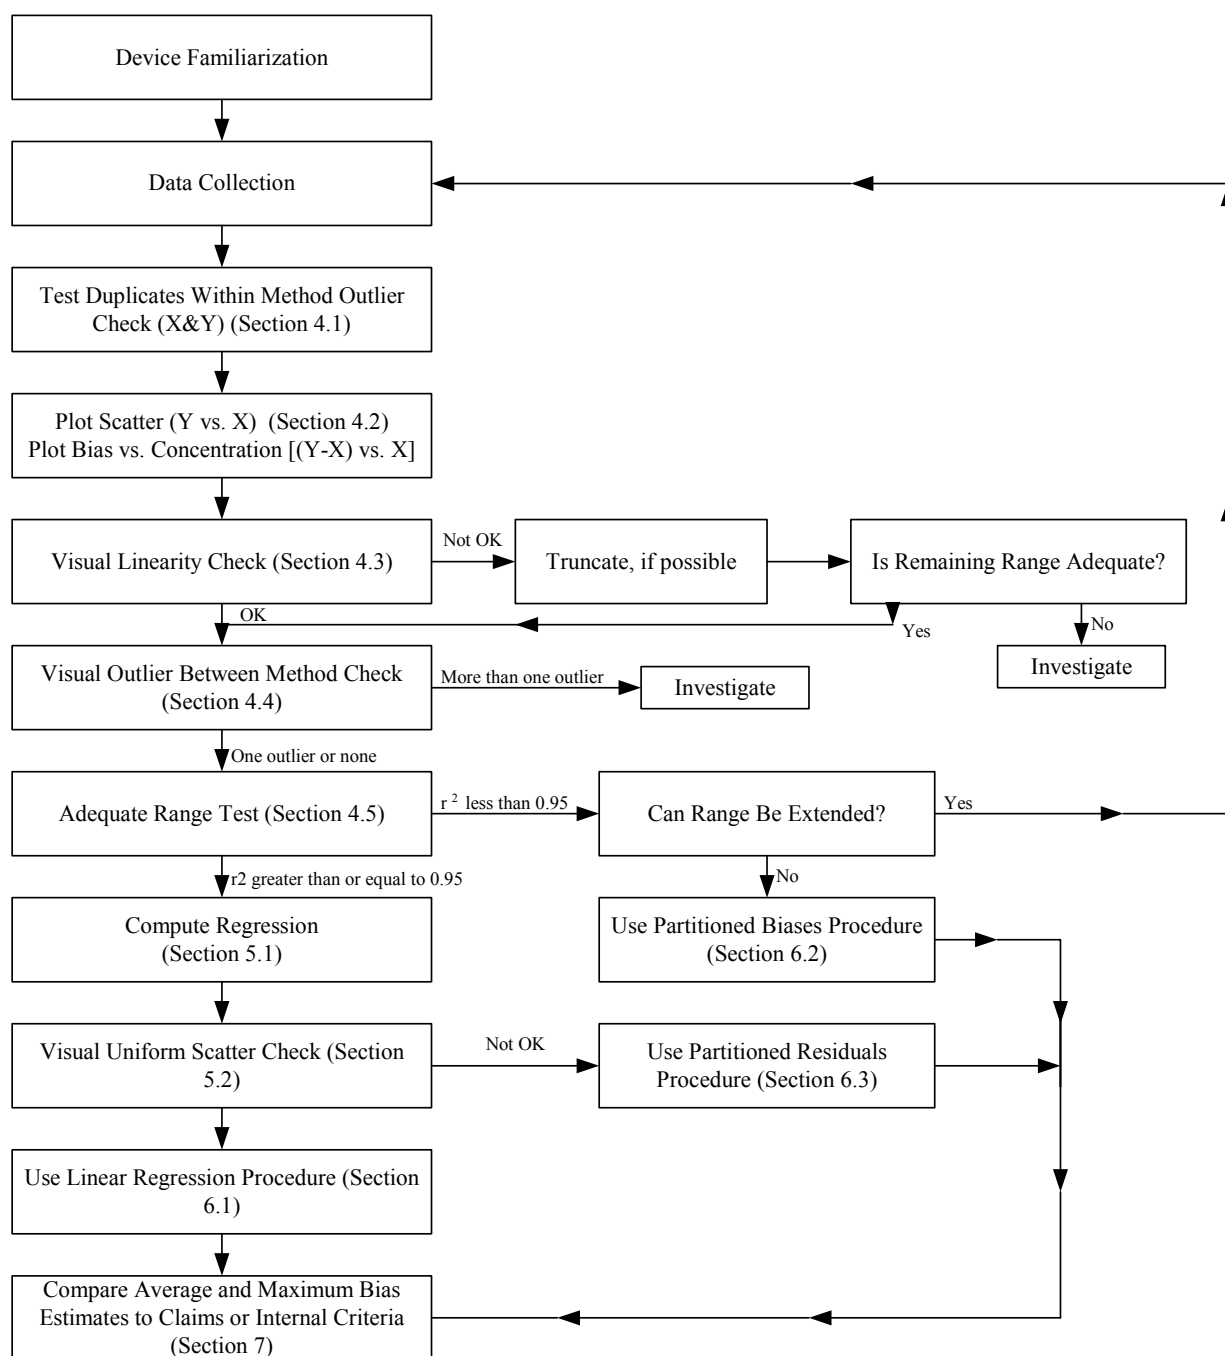 Device Familiarization
Data Collection
Test Duplicates Within Method Outlier
Check (X&Y) (Section 4.1)
Plot Scatter (Y vs. X)  (Section 4.2)
Plot Bias vs. Concentration [(Y-X) vs. X]
Visual Linearity Check (Section 4.3)
Not OK
Truncate, if possible
Is Remaining Range Adequate?
OK
Yes
No
Investigate
Visual Outlier Between Method Check
(Section 4.4)
More than one outlier
Investigate
One outlier or none
Adequate Range Test (Section 4.5)
r ² less than 0.95
Can Range Be Extended?
Yes
r2 greater than or equal to 0.95
No
Compute Regression
(Section 5.1)
Use Partitioned Biases Procedure
(Section 6.2)
Visual Uniform Scatter Check (Section
5.2)
Not OK
Use Partitioned Residuals
Procedure (Section 6.3)
Use Linear Regression Procedure (Section
6.1)
Compare Average and Maximum Bias
Estimates to Claims or Internal Criteria
(Section 7)